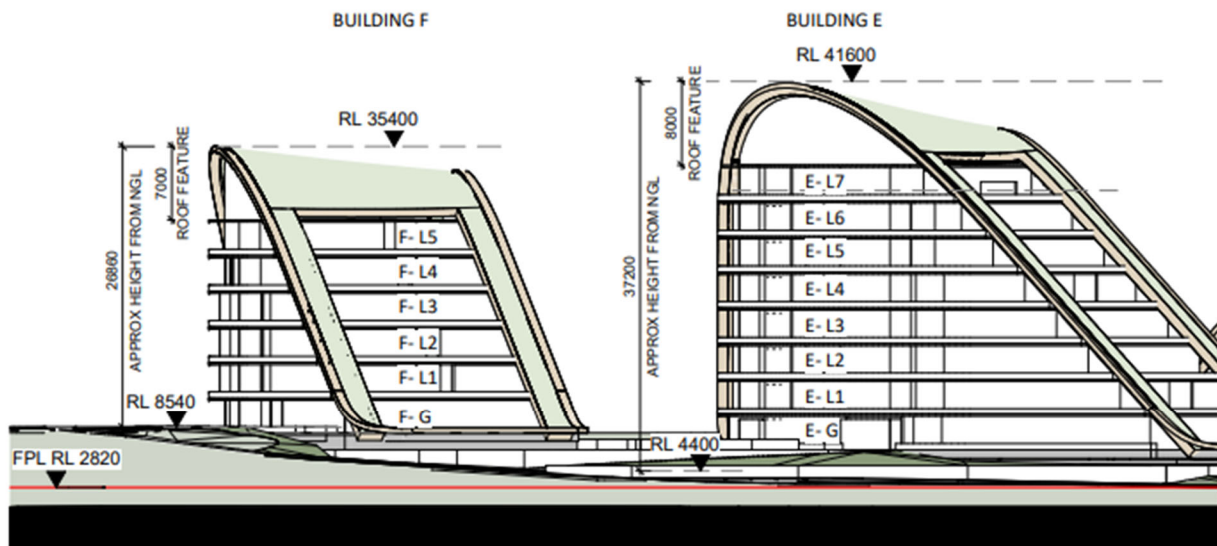 BUILDING F
BUILDING E
RL 41600
RL 35400
7000
ROOF FEATURE
8000
ROOF FEATURE
26860
APPROX HEIGHT FROM NGL
37200
APPROX HEIGHT FROM NGL
F- L5
F- L4
F- L3
F- L2
F- L1
F- G
E- L7
E- L6
E- L5
E- L4
E- L3
E- L2
E- L1
E- G
RL 8540
RL 4400
FPL RL 2820